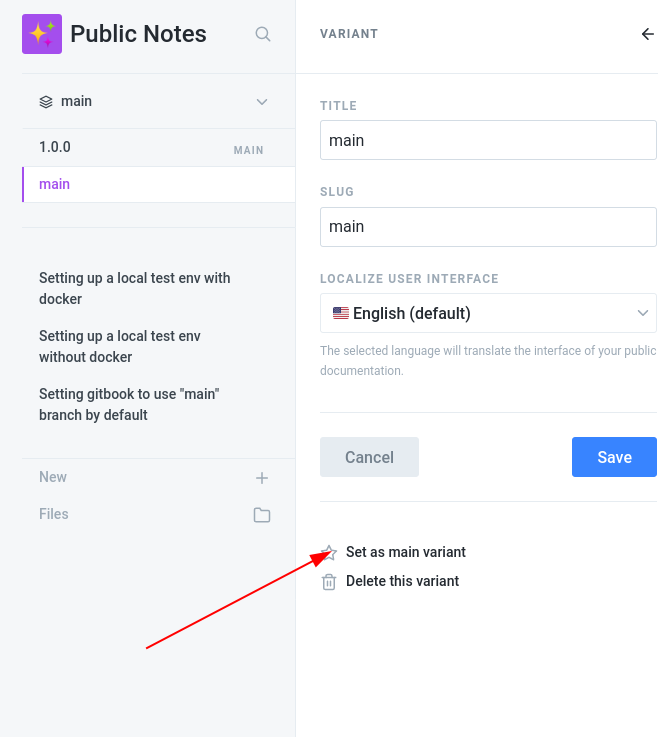 Public Notes
main
1.0.0 MAIN
main
Setting up a local test env with
docker
Setting up a local test env
without docker
Setting gitbook to use "main"
branch by default
New
Files
VARIANT
TITLE
main
SLUG
main
LOCALIZE USER INTERFACE
English (default)
The selected language will translate the interface of your public
documentation.
Cancel Save
Set as main variant
Delete this variant